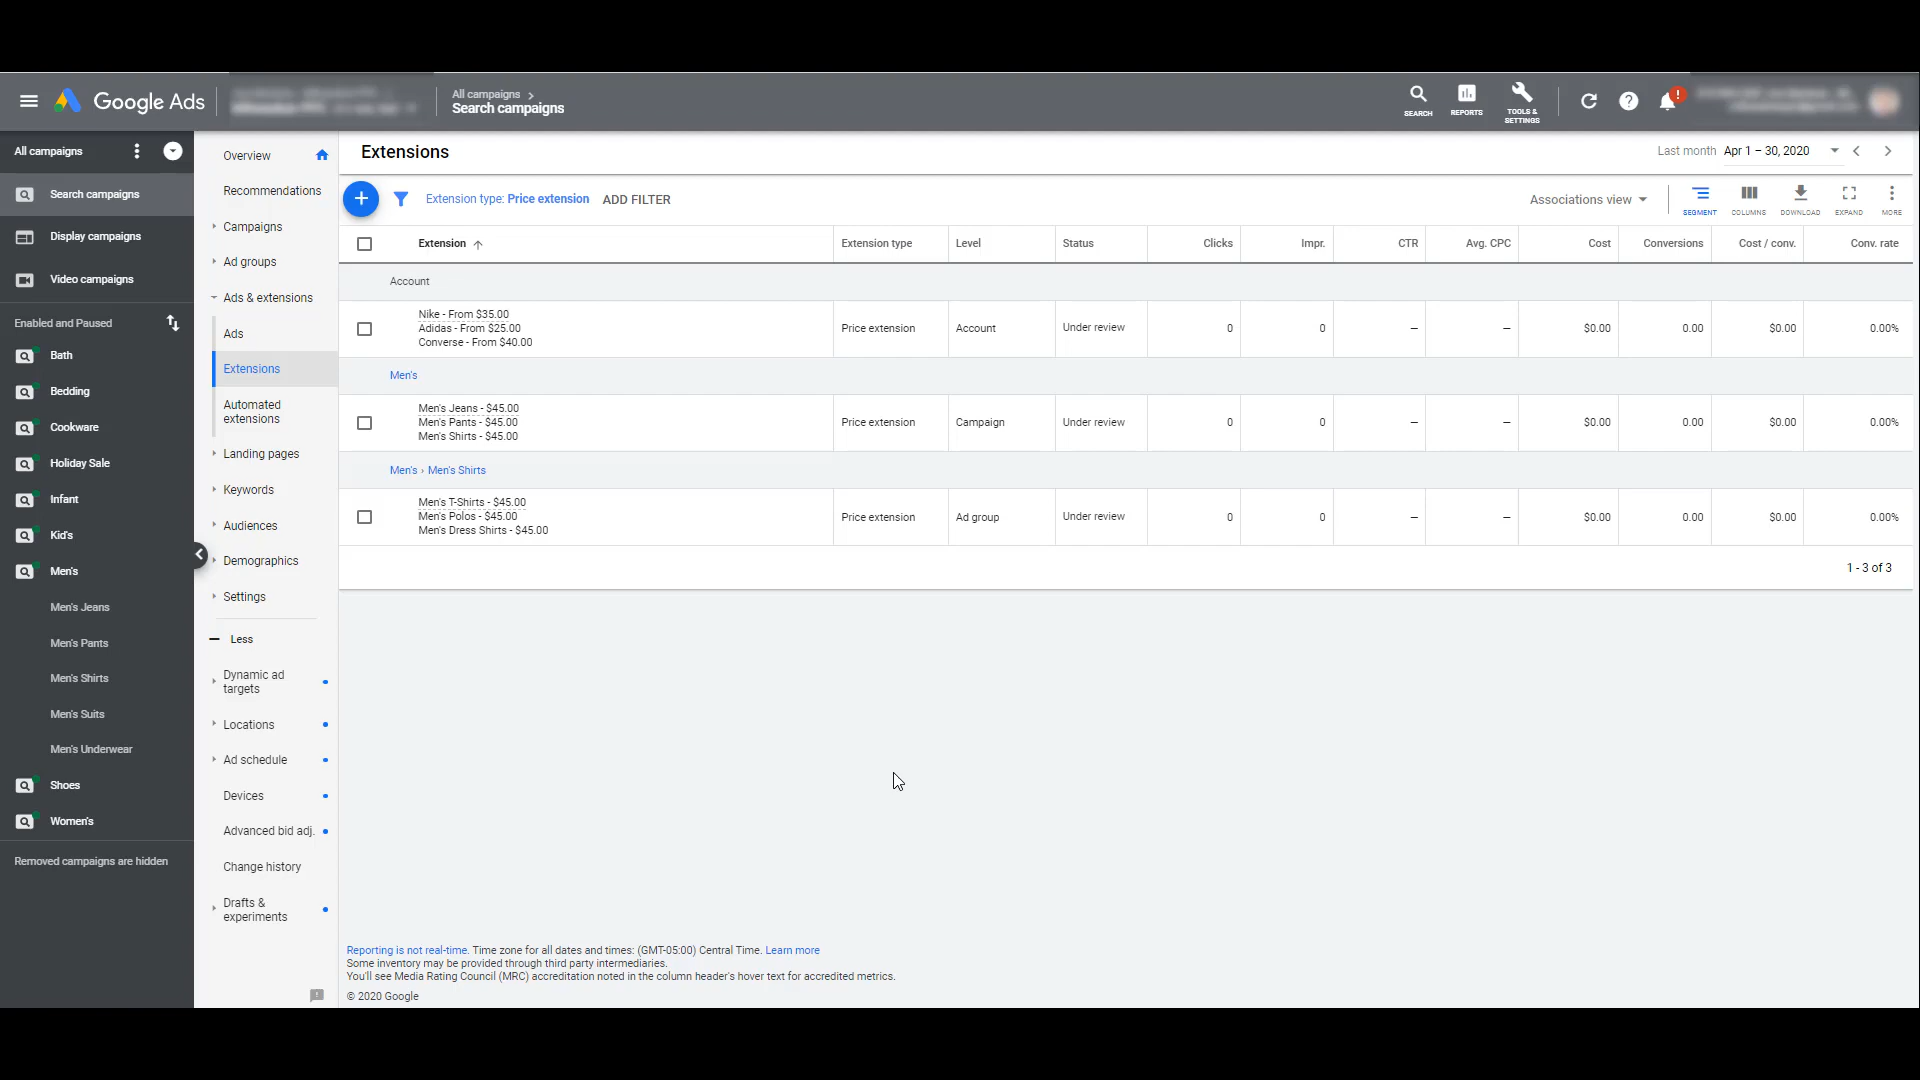 Google Ads
All campaigns
Search campaigns
SEARCH
REPORTS
TOOLS &
SETTINGS
!
All campaigns
Search campaigns
Display campaigns
Video campaigns
Enabled and Paused
Bath
Bedding
Cookware
Holiday Sale
Infant
Kid's
Men's
Men's Jeans
Men's Pants
Men's Shirts
Men's Suits
Men's Underwear
Shoes
Women's
Removed campaigns are hidden
Overview
Recommendations
Campaigns
Ad groups
Ads & extensions
Ads
Extensions
Automated
extensions
Landing pages
Keywords
Audiences
Demographics
Settings
Less
Dynamic ad
targets
Locations
Ad schedule
Devices
Advanced bid adj.
Change history
Drafts &
experiments
Extensions
Last month Apr 1 – 30, 2020
Extension type: Price extension ADD FILTER
Associations view
SEGMENT
COLUMNS
DOWNLOAD
EXPAND
MORE
Extension Extension type Level Status Clicks Impr. CTR Avg. CPC Cost Conversions Cost / conv. Conv. rate
Account
Nike - From $35.00
Adidas - From $25.00
Converse - From $40.00
Price extension Account Under review 0 0 – – $0.00 0.00 $0.00 0.00%
Men's
Men's Jeans - $45.00
Men's Pants - $45.00
Men's Shirts - $45.00
Price extension Campaign Under review 0 0 – – $0.00 0.00 $0.00 0.00%
Men's › Men's Shirts
Men's T-Shirts - $45.00
Men's Polos - $45.00
Men's Dress Shirts - $45.00
Price extension Ad group Under review 0 0 – – $0.00 0.00 $0.00 0.00%
1 - 3 of 3
Reporting is not real-time. Time zone for all dates and times: (GMT-05:00) Central Time. Learn more
Some inventory may be provided through third party intermediaries.
You'll see Media Rating Council (MRC) accreditation noted in the column header's hover text for accredited metrics.
© 2020 Google